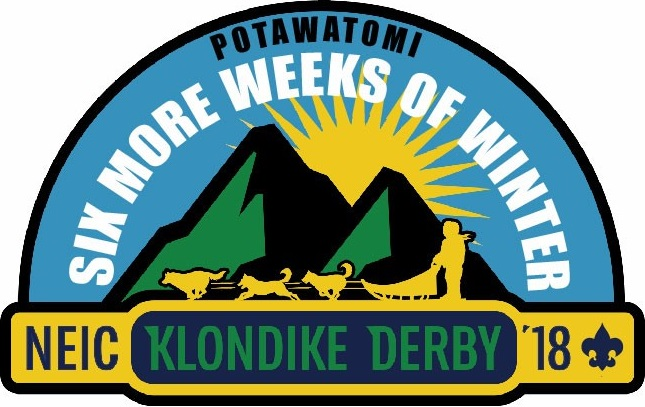 POTAWATOMI
SIX MORE WEEKS OF WINTER
NEIC KLONDIKE DERBY '18